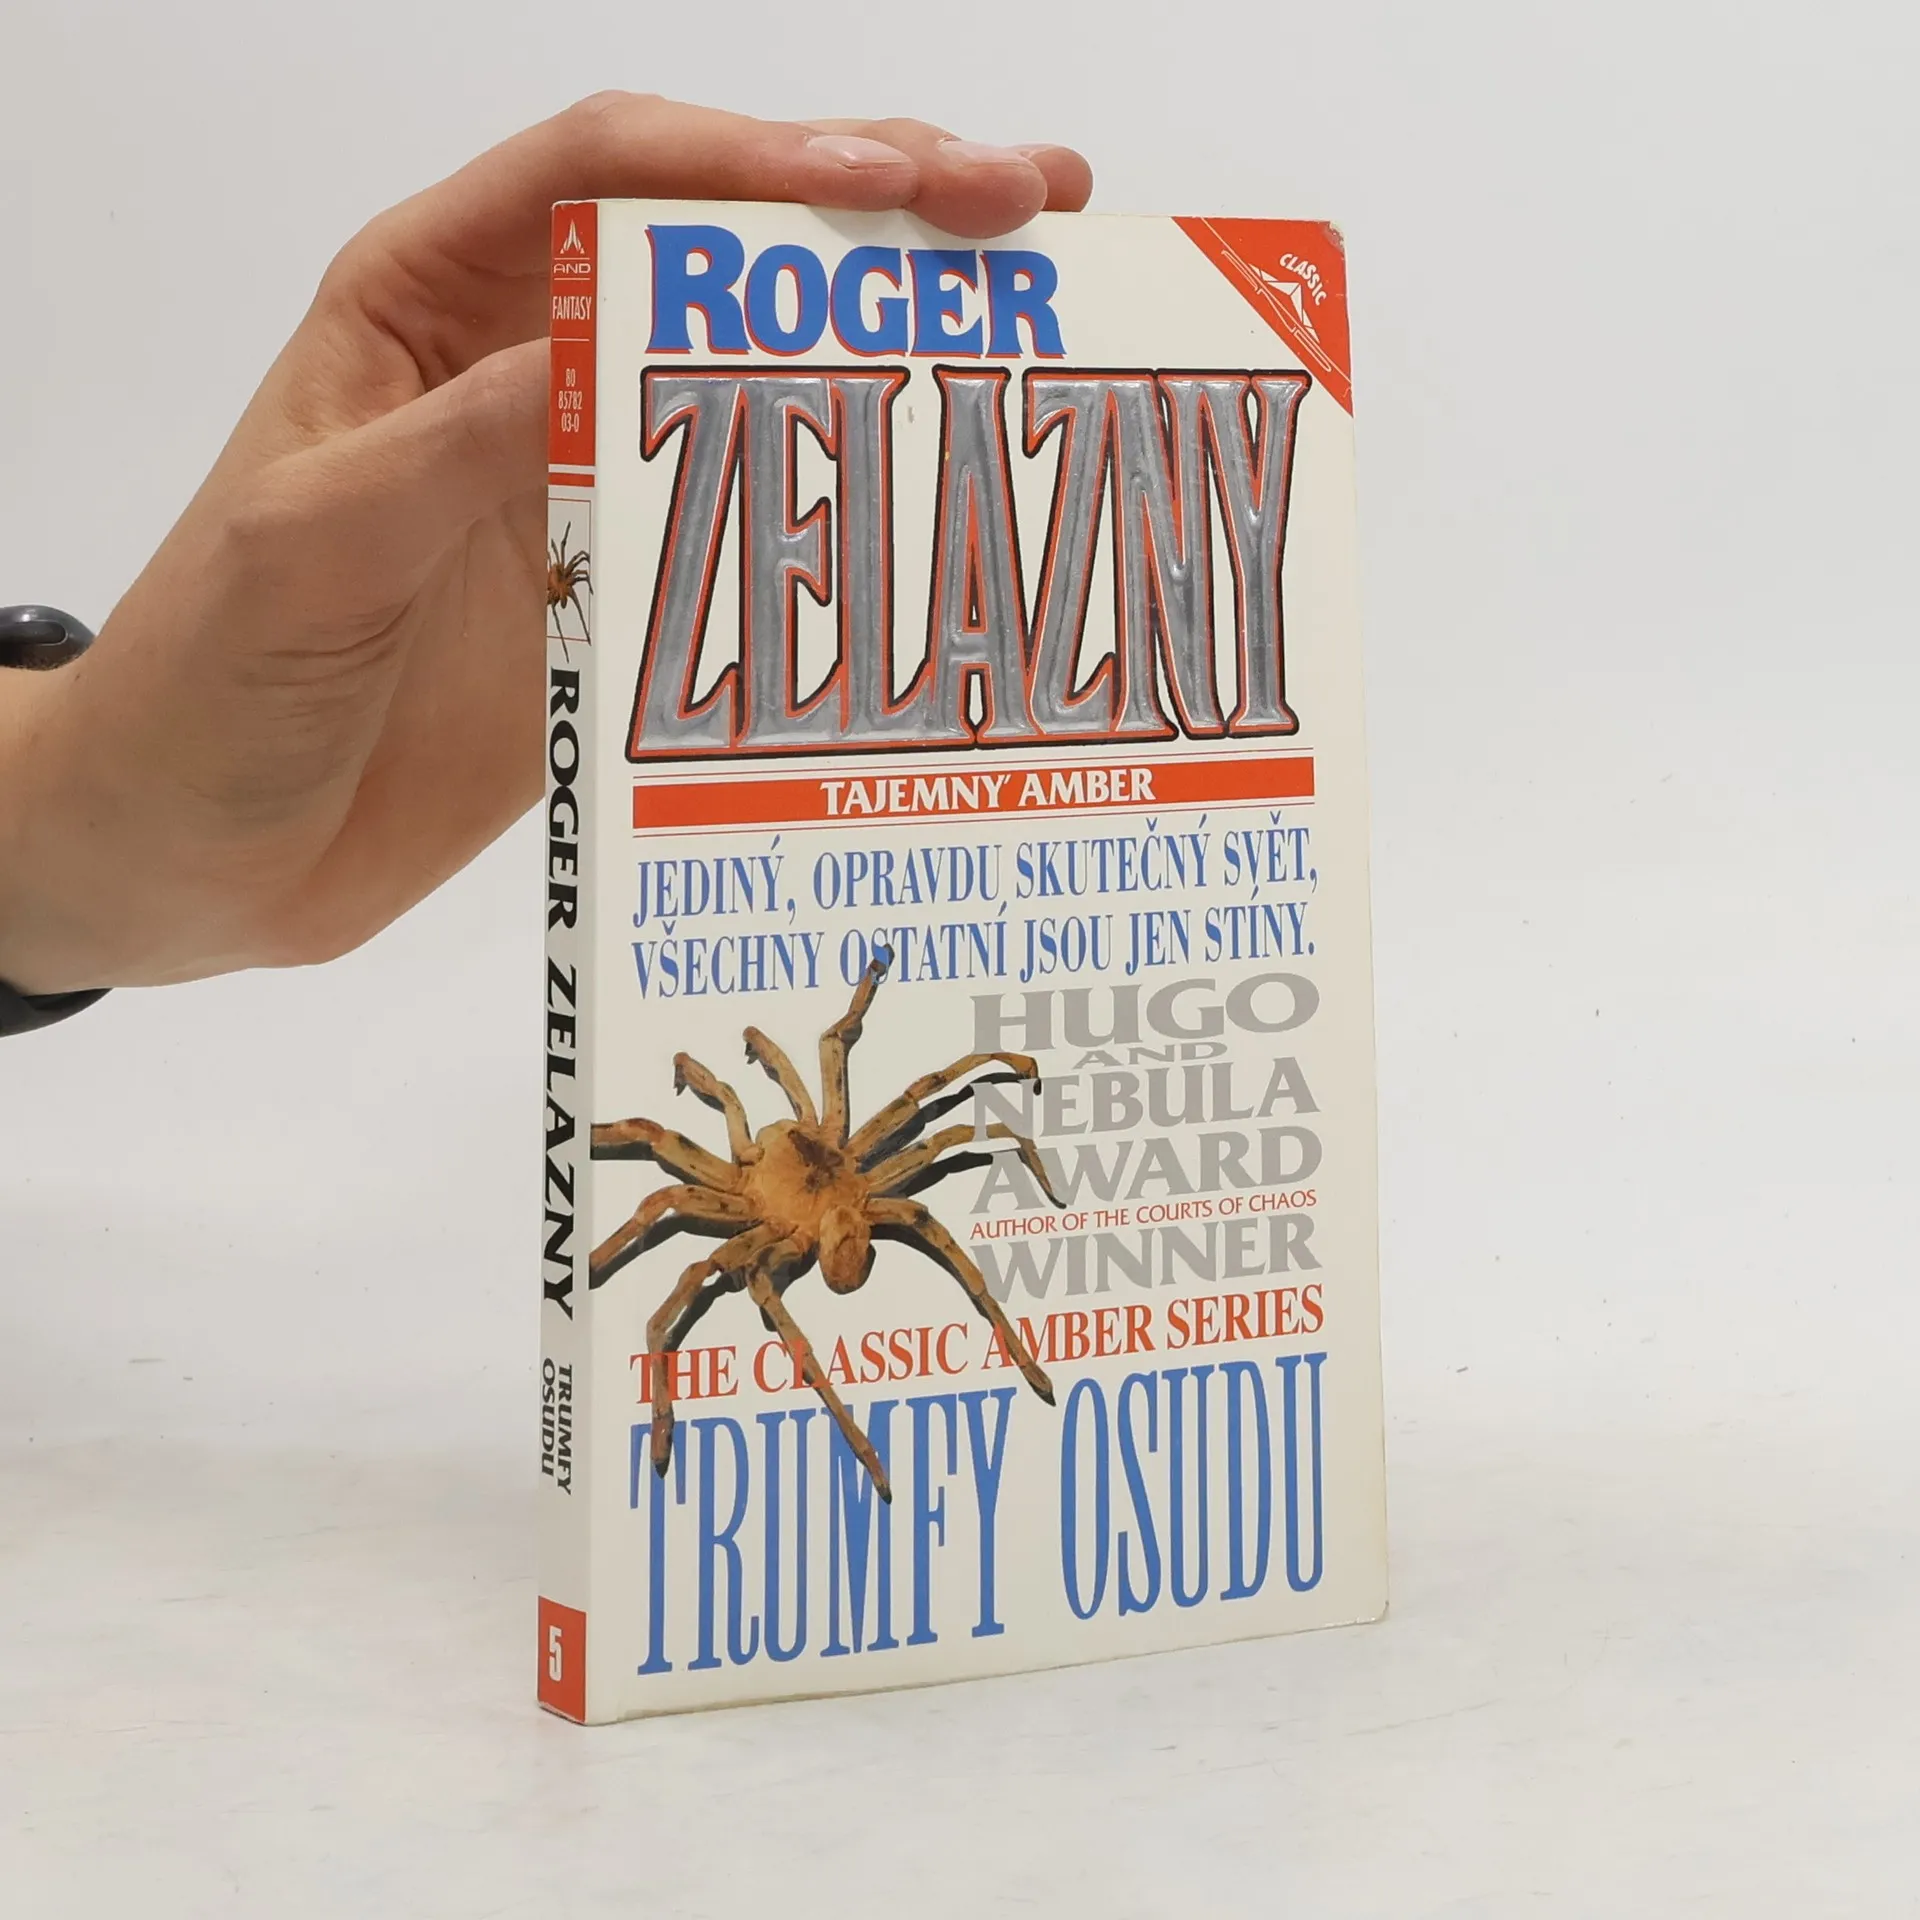 AND
FANTASY
80
85782
03-0
ROGER ZELAZNY
TRUMFY
OSUDU
5
ROGER
CLASSIC
ZELAZNY
TAJEMNÝ AMBER
JEDINÝ, OPRAVDU SKUTEČNÝ SVĚT,
VŠECHNY OSTATNÍ JSOU JEN STÍNY.
HUGO
AND
NEBULA
AWARD
AUTHOR OF THE COURTS OF CHAOS
WINNER
THE CLASSIC AMBER SERIES
TRUMFY OSUDU